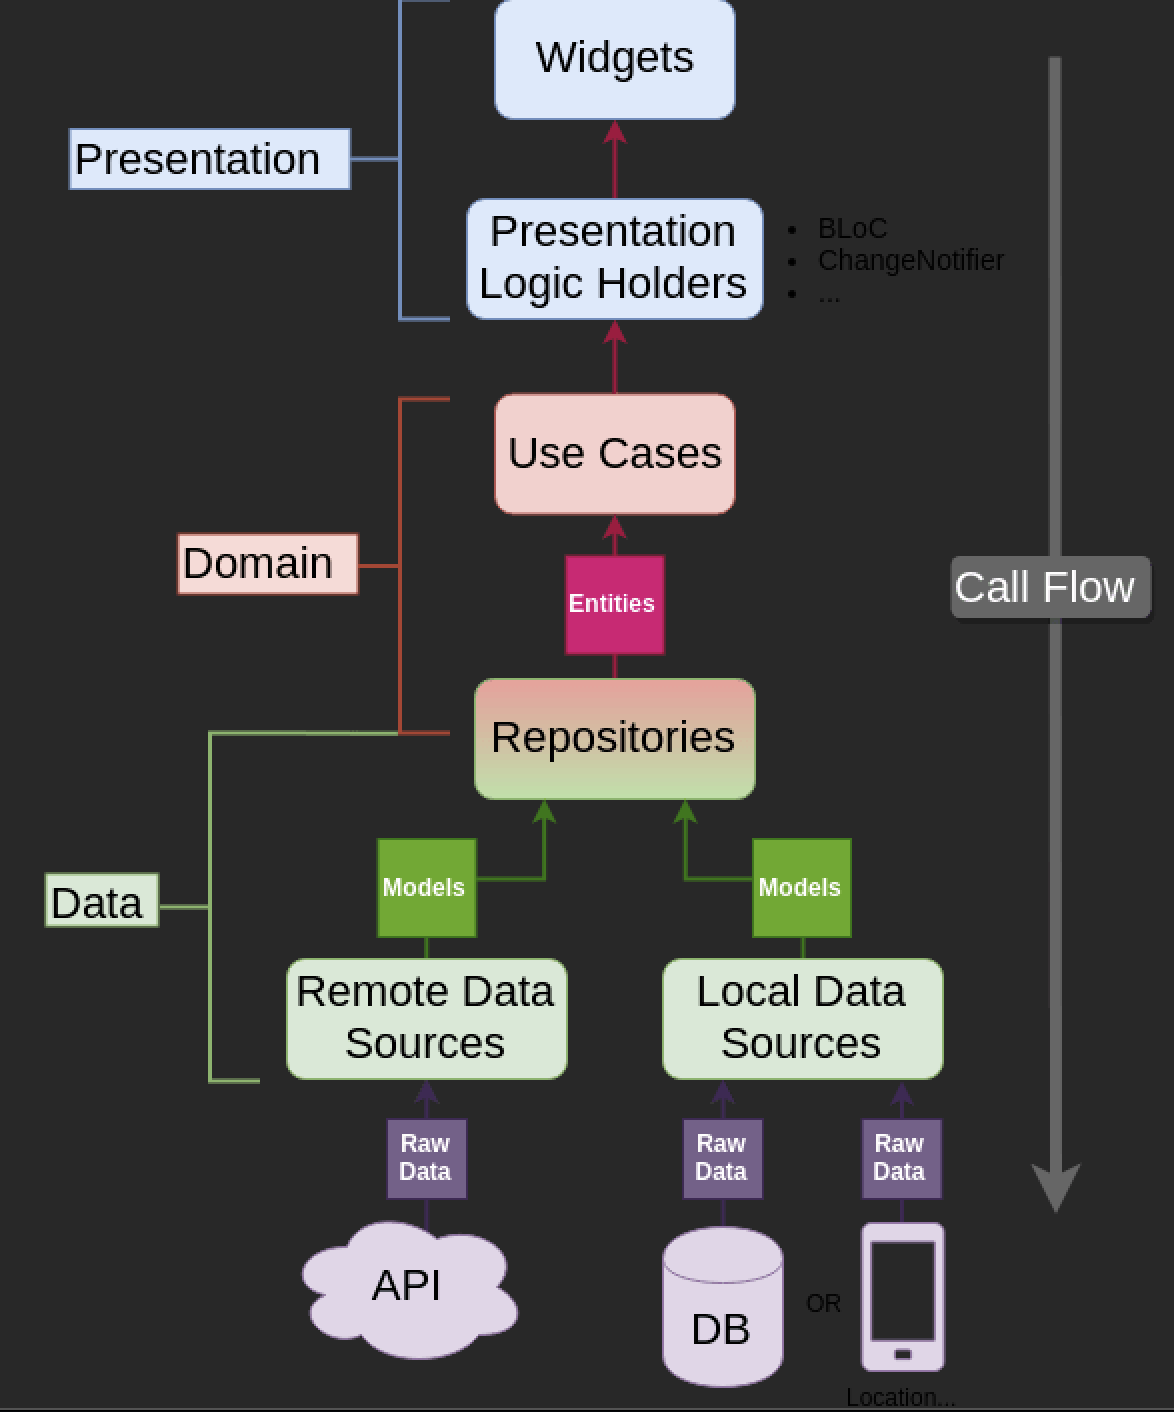 Widgets
Presentation
Presentation
Logic Holders
• BLoC
• ChangeNotifier
• ...
Use Cases
Domain
Call Flow
Entities
Repositories
Models
Models
Data
Remote Data
Sources
Local Data
Sources
Raw
Data
Raw
Data
Raw
Data
API
DB
OR
Location...